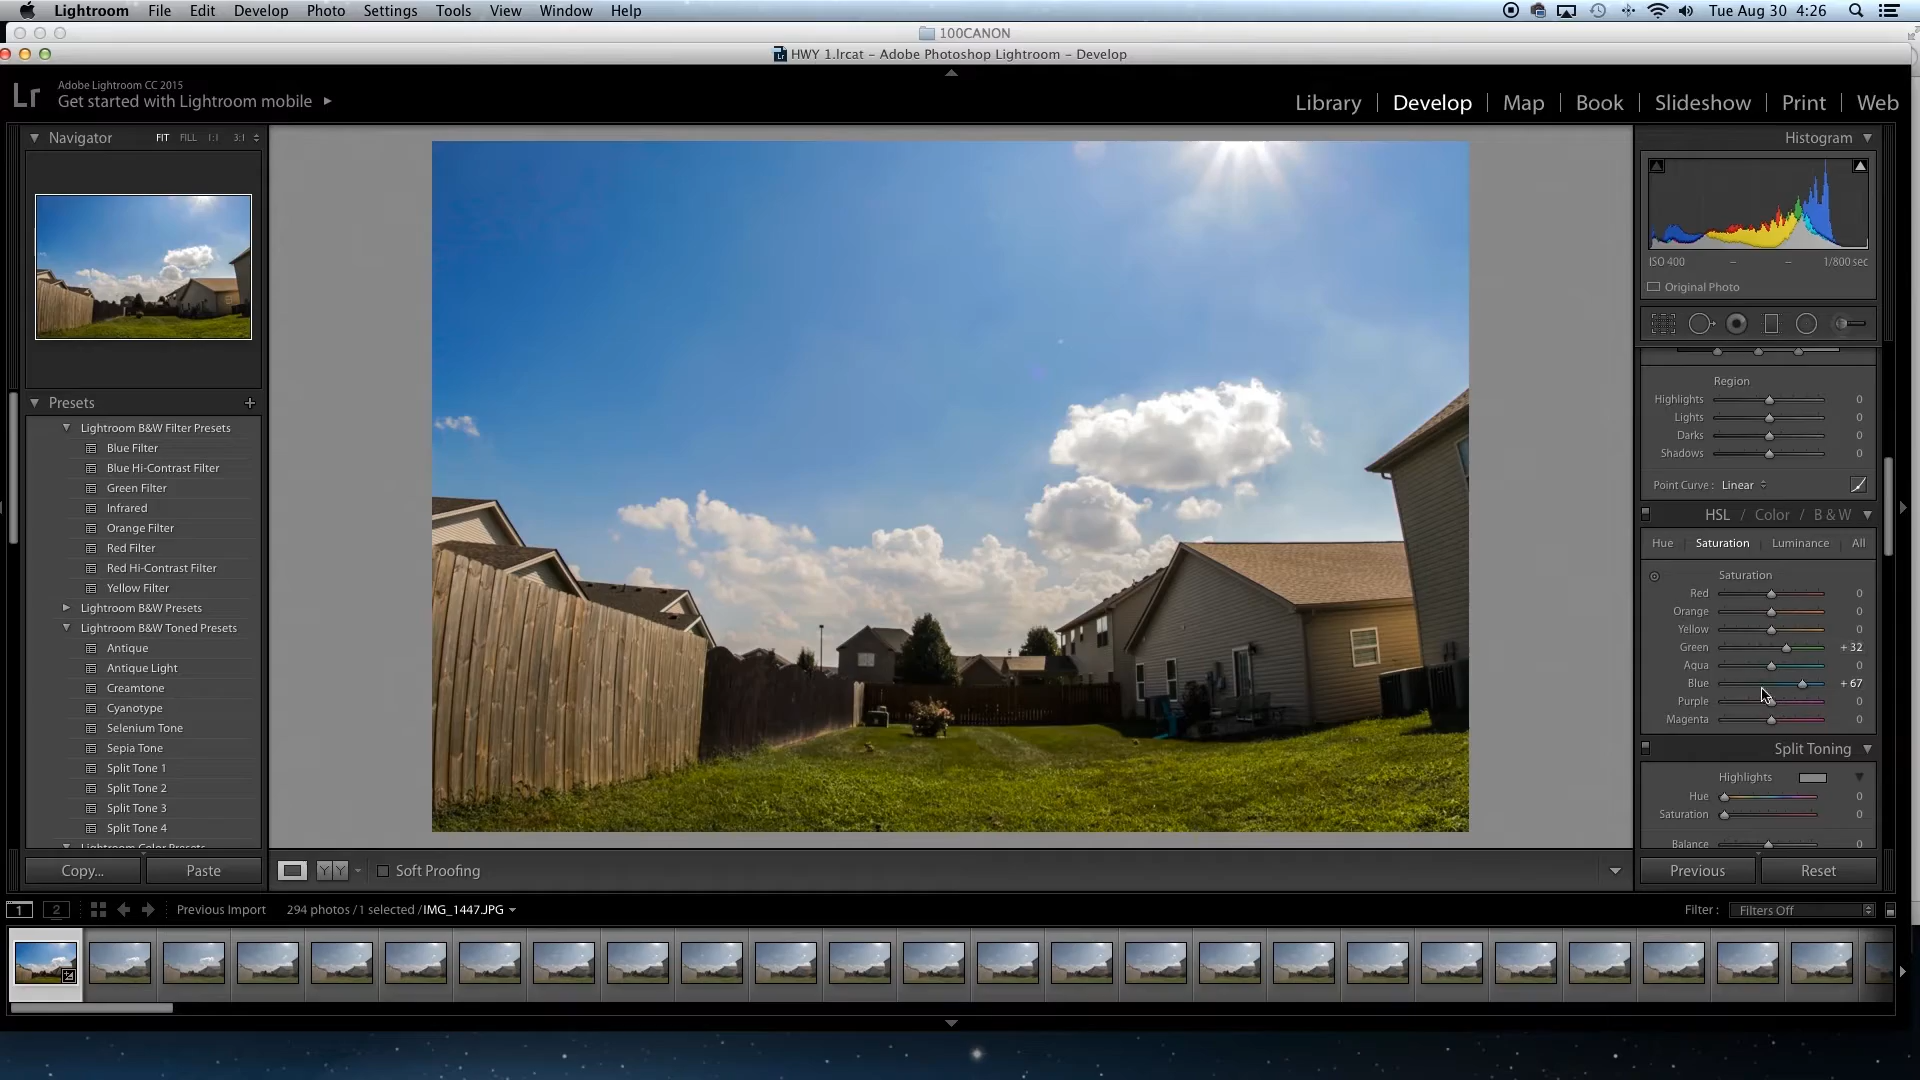 Lightroom File Edit Develop Photo Settings Tools View Window Help Tue Aug 30 4:26
100CANON
HWY 1.lrcat - Adobe Photoshop Lightroom - Develop
Lr
Adobe Lightroom CC 2015
Get started with Lightroom mobile
Library | Develop | Map | Book | Slideshow | Print | Web
Navigator FIT FILL 1:1 3:1
Presets +
Lightroom B&W Filter Presets
Blue Filter
Blue Hi-Contrast Filter
Green Filter
Infrared
Orange Filter
Red Filter
Red Hi-Contrast Filter
Yellow Filter
Lightroom B&W Presets
Lightroom B&W Toned Presets
Antique
Antique Light
Creamtone
Cyanotype
Selenium Tone
Sepia Tone
Split Tone 1
Split Tone 2
Split Tone 3
Split Tone 4
Lightroom Color Presets
Copy... Paste
Y Y Soft Proofing
Histogram
ISO 400 – – 1/800 sec
Original Photo
Region
Highlights 0
Lights 0
Darks 0
Shadows 0
Point Curve : Linear
HSL / Color / B & W
Hue Saturation Luminance All
Saturation
Red 0
Orange 0
Yellow 0
Green + 32
Aqua 0
Blue + 67
Purple 0
Magenta 0
Split Toning
Highlights
Hue 0
Saturation 0
Balance 0
Previous Reset
1 2 Previous Import 294 photos / 1 selected / IMG_1447.JPG Filter : Filters Off